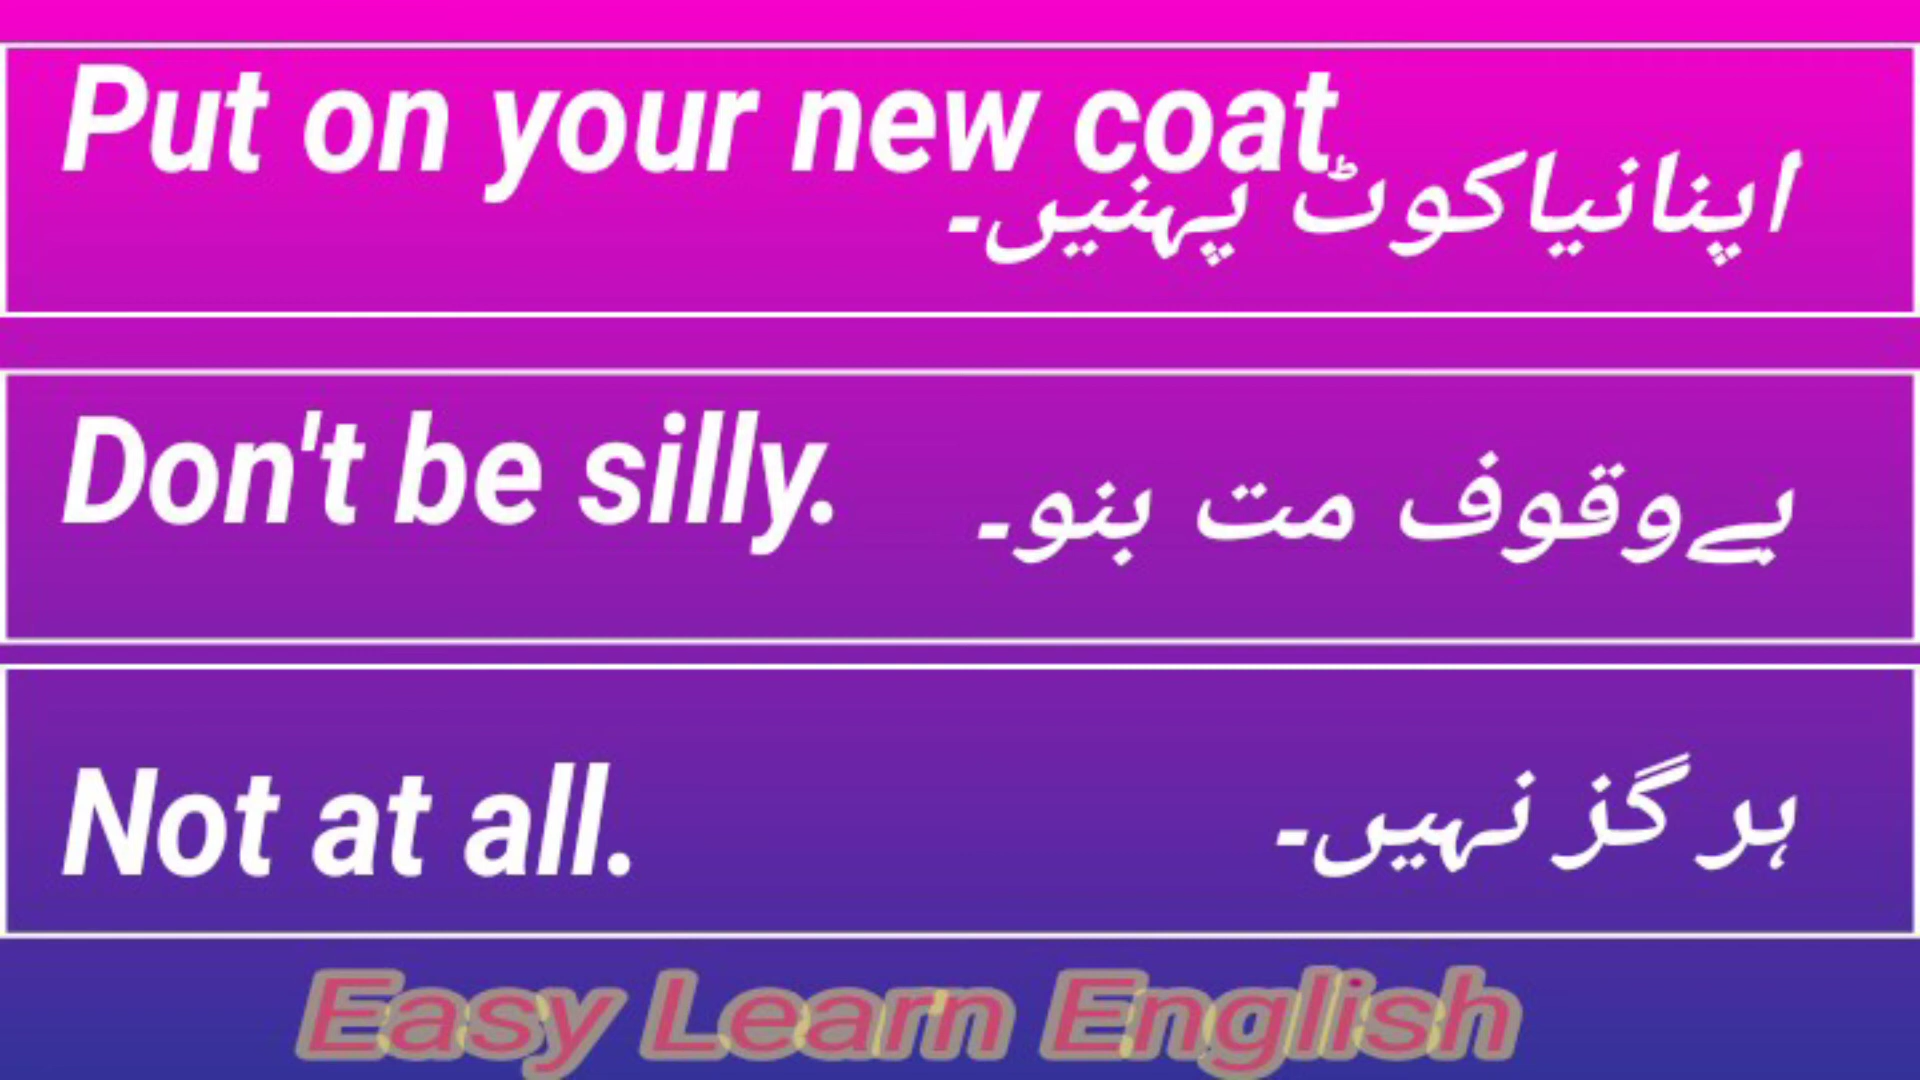 Put on your new coat
اپنانیاکوٹ پہنیں۔
Don't be silly.
بےوقوف مت بنو۔
Not at all.
ہر گز نہیں۔
Easy Learn English